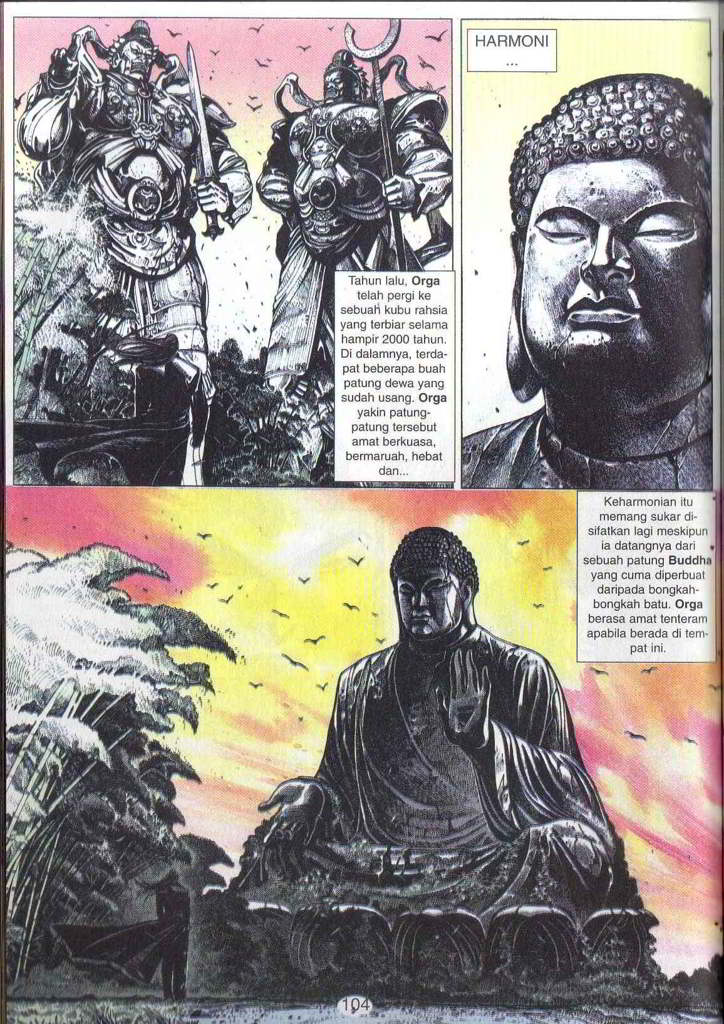 Tahun lalu, Orga
telah pergi ke
sebuah kubu rahsia
yang terbiar selama
hampir 2000 tahun.
Di dalamnya, terda-
pat beberapa buah
patung dewa yang
sudah usang. Orga
yakin patung-
patung tersebut
amat berkuasa,
bermaruah, hebat
dan...
HARMONI
...
Keharmonian itu
memang sukar di-
sifatkan lagi meskipun
ia datangnya dari
sebuah patung Buddha
yang cuma diperbuat
daripada bongkah-
bongkah batu. Orga
berasa amat tenteram
apabila berada di tem-
pat ini.
104